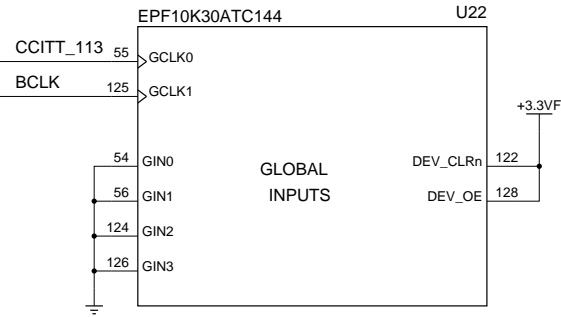 EPF10K30ATC144 U22
CCITT_113 55 GCLK0
BCLK 125 GCLK1
+3.3VF
54 GIN0 GLOBAL DEV_CLRn 122
56 GIN1 INPUTS DEV_OE 128
124 GIN2
126 GIN3